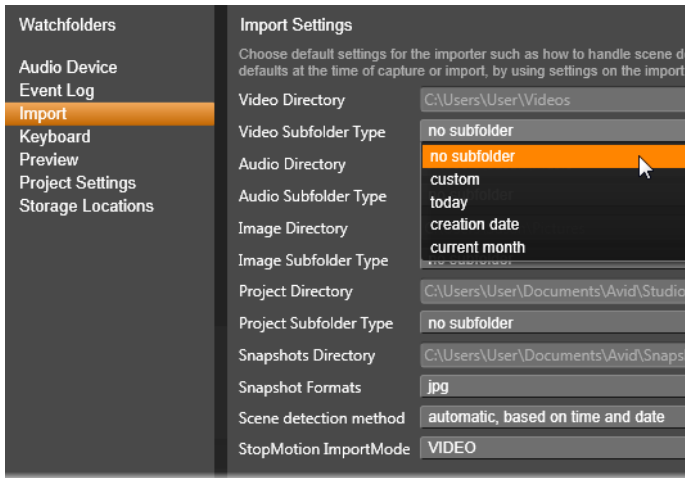 Watchfolders
Audio Device
Event Log
Import
Keyboard
Preview
Project Settings
Storage Locations
Import Settings
Choose default settings for the importer such as how to handle scene d
defaults at the time of capture or import, by using settings on the import
Video Directory C:\Users\User\Videos
Video Subfolder Type no subfolder
no subfolder
custom
today
creation date
current month
Audio Directory
Audio Subfolder Type
Image Directory
Image Subfolder Type no subfolder
Project Directory C:\Users\User\Documents\Avid\Studio
Project Subfolder Type no subfolder
Snapshots Directory C:\Users\User\Documents\Avid\Snaps
Snapshot Formats jpg
Scene detection method automatic, based on time and date
StopMotion ImportMode VIDEO